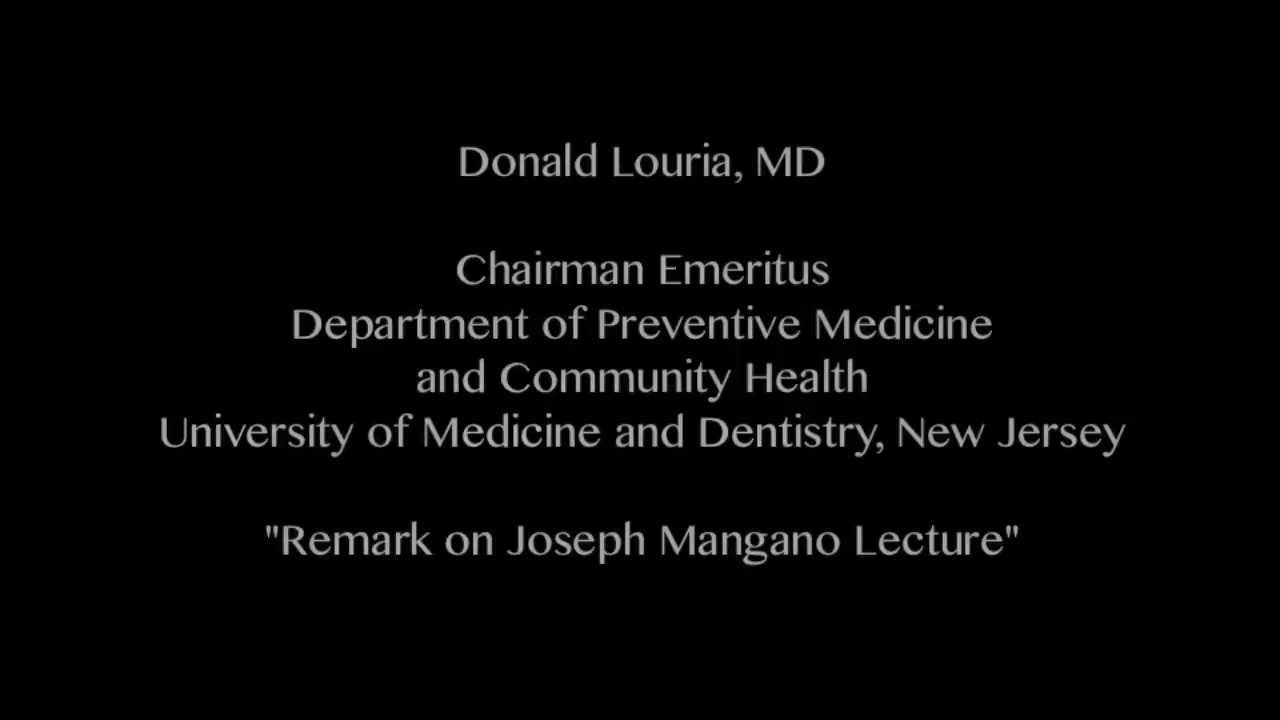 Donald Louria, MD
Chairman Emeritus
Department of Preventive Medicine
and Community Health
University of Medicine and Dentistry, New Jersey
"Remark on Joseph Mangano Lecture"